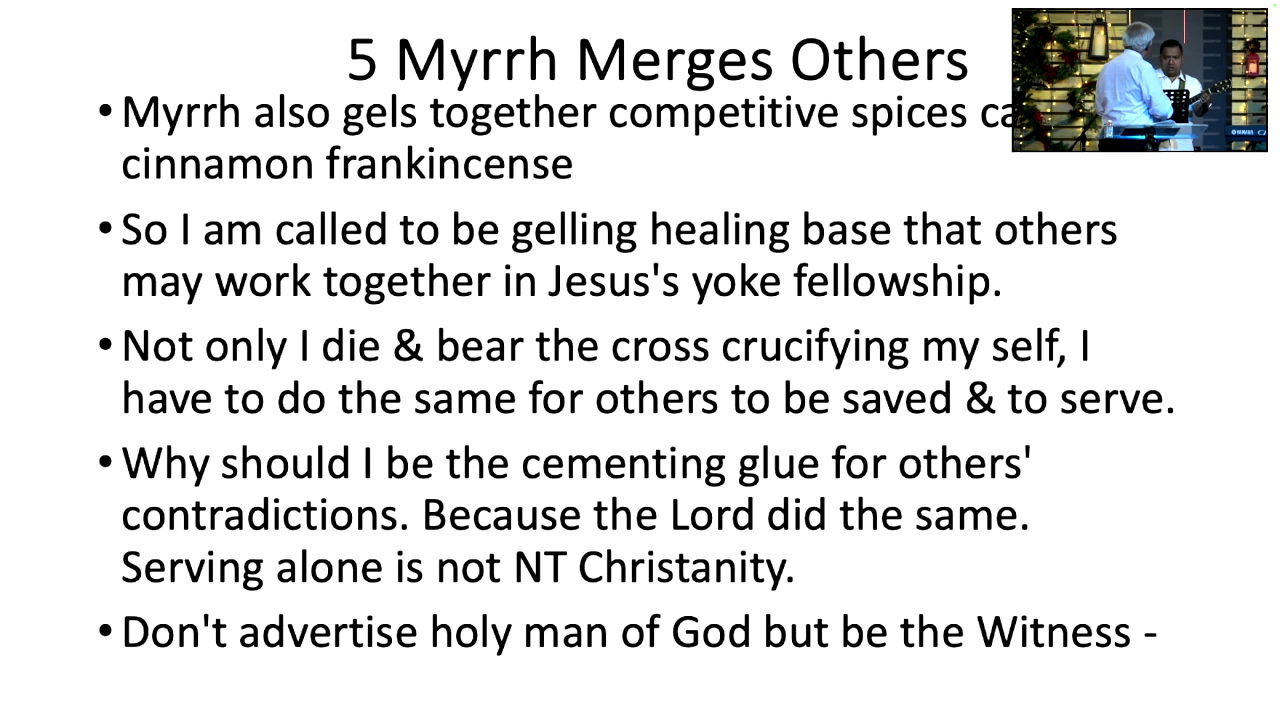 5 Myrrh Merges Others
• Myrrh also gels together competitive spices
cinnamon frankincense
• So I am called to be gelling healing base that others
may work together in Jesus's yoke fellowship.
• Not only I die & bear the cross crucifying my self, I
have to do the same for others to be saved & to serve.
• Why should I be the cementing glue for others'
contradictions. Because the Lord did the same.
Serving alone is not NT Christanity.
• Don't advertise holy man of God but be the Witness -
YAMAHA